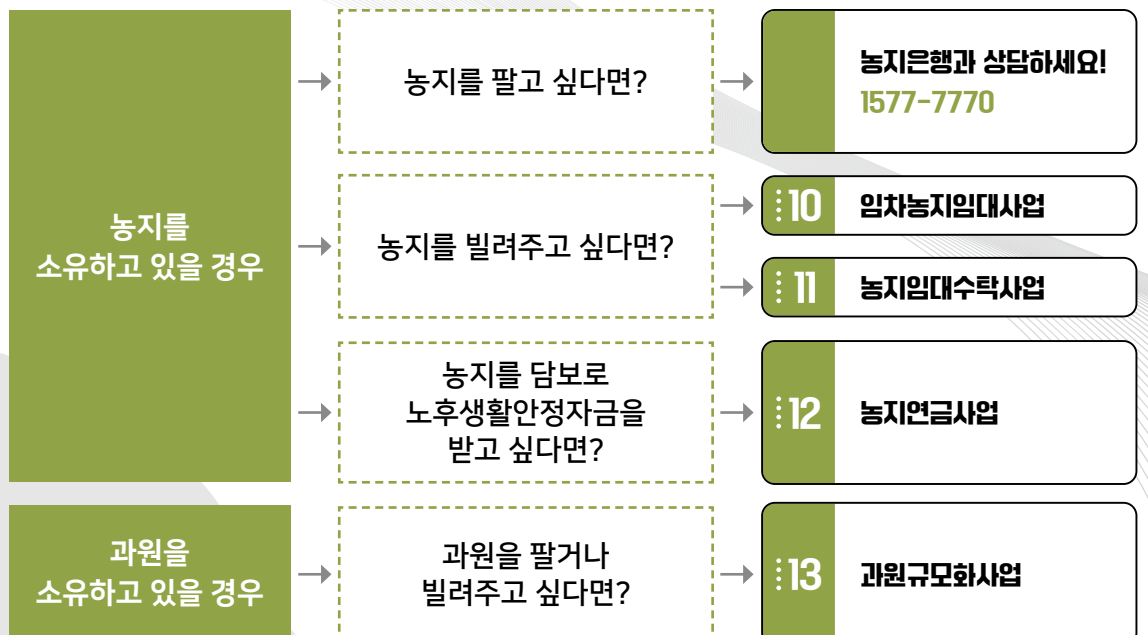 농지를
소유하고 있을 경우
농지를 팔고 싶다면?
농지은행과 상담하세요!
1577-7770
농지를 빌려주고 싶다면?
10 임차농지임대사업
11 농지임대수탁사업
농지를 담보로
노후생활안정자금을
받고 싶다면?
12 농지연금사업
과원을
소유하고 있을 경우
과원을 팔거나
빌려주고 싶다면?
13 과원규모화사업